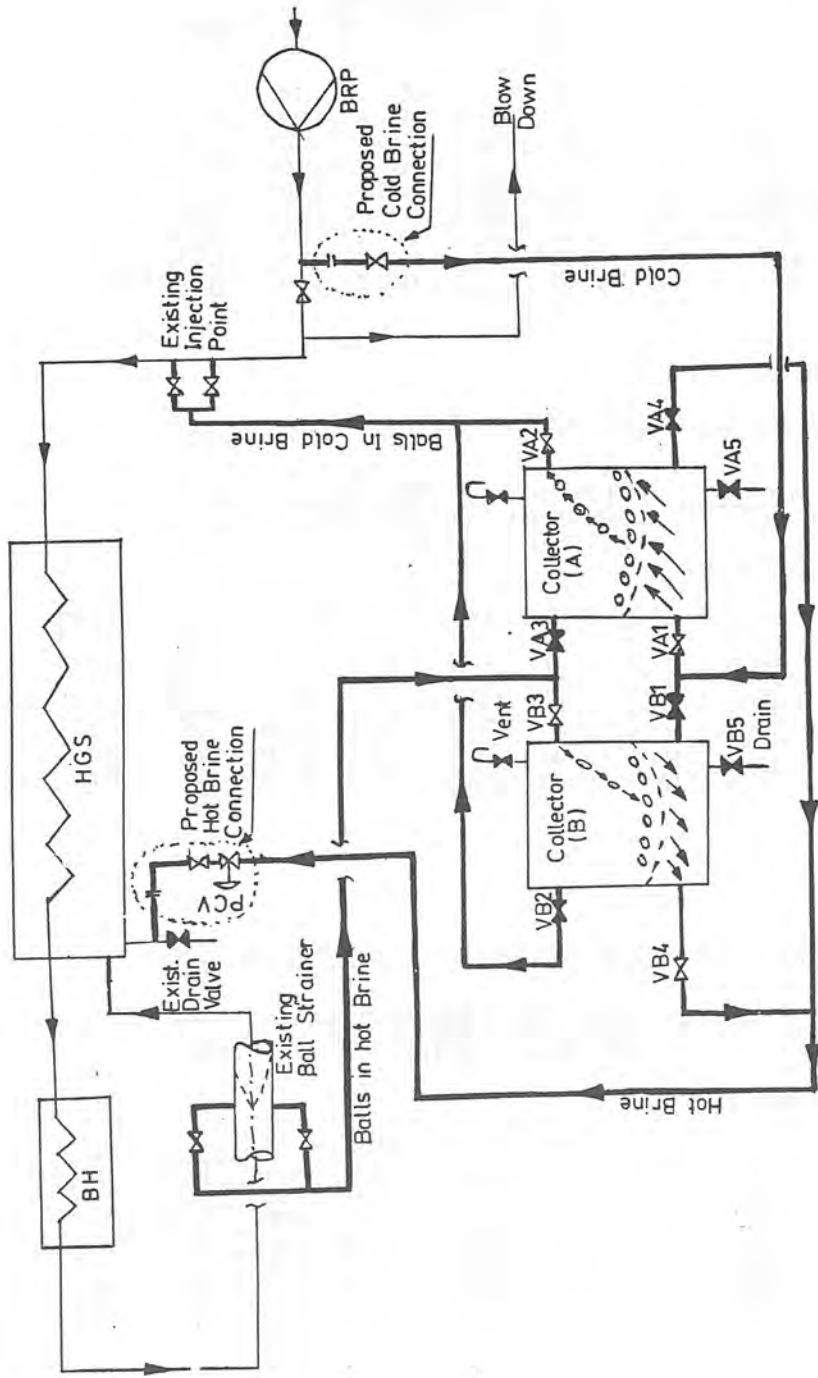 BRP
Proposed
Cold Brine
Connection
Blow
Down
Existing
Injection
Point
Cold Brine
Balls In Cold Brine
HGS
Proposed
Hot Brine
Connection
PCV
Exist
Drain
Valve
BH
Existing
Ball Strainer
Balls in hot Brine
Hot Brine
VA2
VA4
VA5
Collector
(A)
VA3
VA1
VB3
VB1
Vent
VB5
Drain
Collector
(B)
VB2
VB4